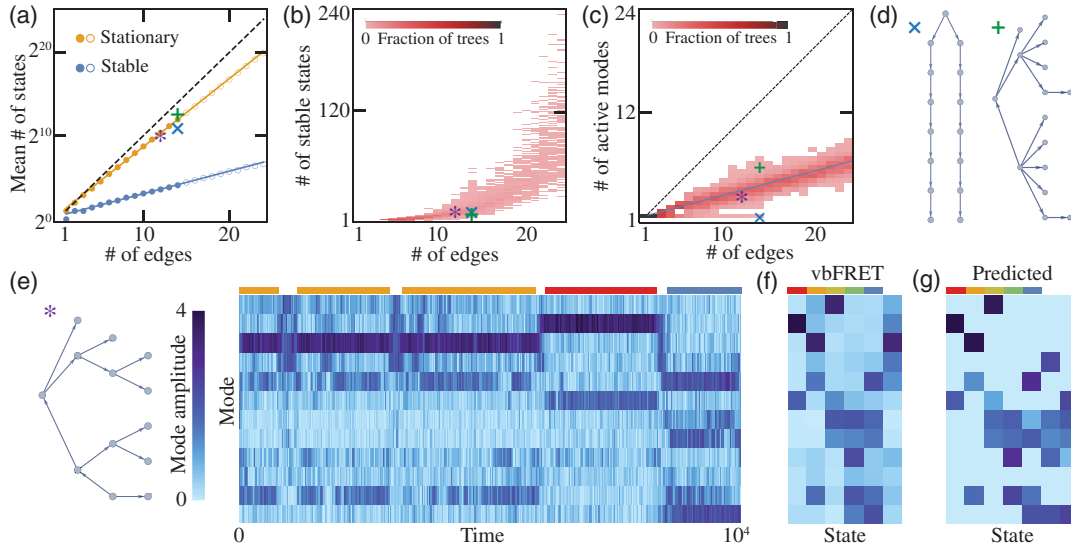 (a)
2^20
2^10
2^0
Mean # of states
Stationary
Stable
1
10
20
# of edges
(b)
0
Fraction of trees
1
240
120
1
# of stable states
1
10
20
# of edges
(c)
0
Fraction of trees
1
24
12
1
# of active modes
1
10
20
# of edges
(d)
×
+
(e)
*
4
0
Mode amplitude
Mode
0
Time
10^4
(f)
vbFRET
State
(g)
Predicted
State